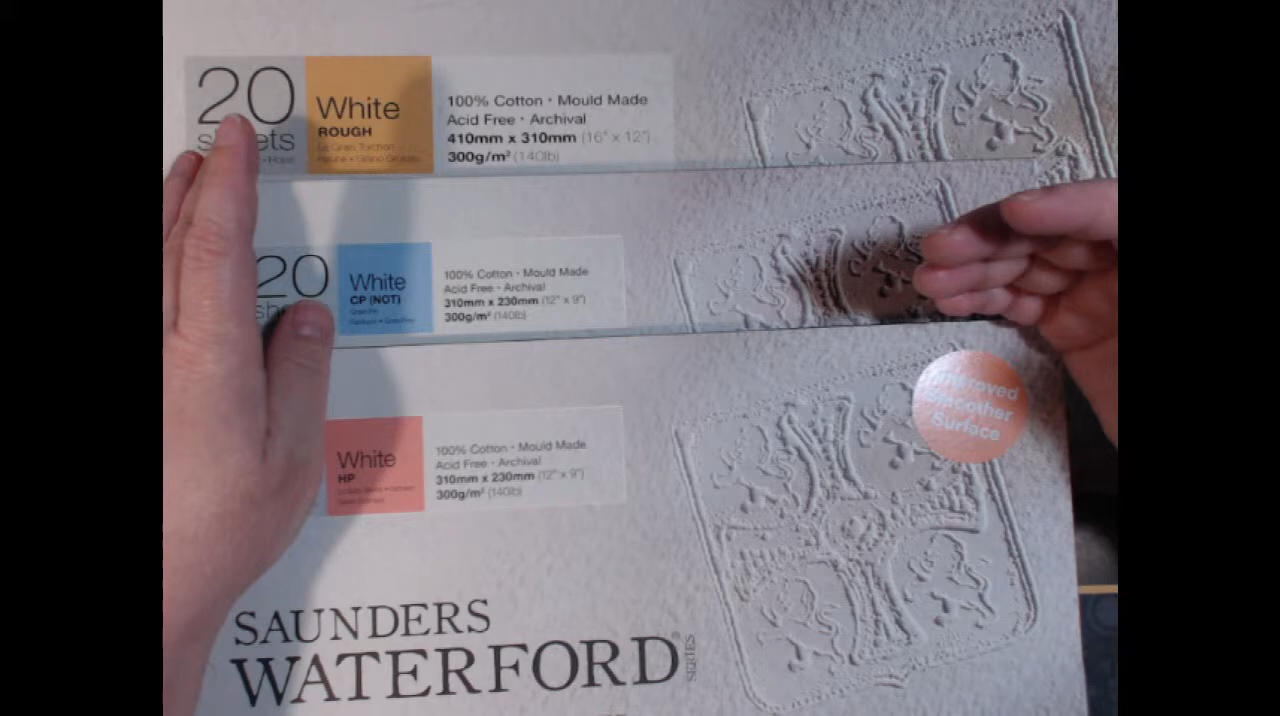 20
White
ROUGH
100% Cotton • Mould Made
Acid Free • Archival
410mm x 310mm (16" x 12")
300g/m² (140lb)
20
White
CP (NOT)
100% Cotton • Mould Made
Acid Free • Archival
310mm x 230mm (12" x 9")
300g/m² (140lb)
White
HP
100% Cotton • Mould Made
Acid Free • Archival
310mm x 230mm (12" x 9")
300g/m² (140lb)
Improved
Smoother
Surface
SAUNDERS
WATERFORD®
SERIES